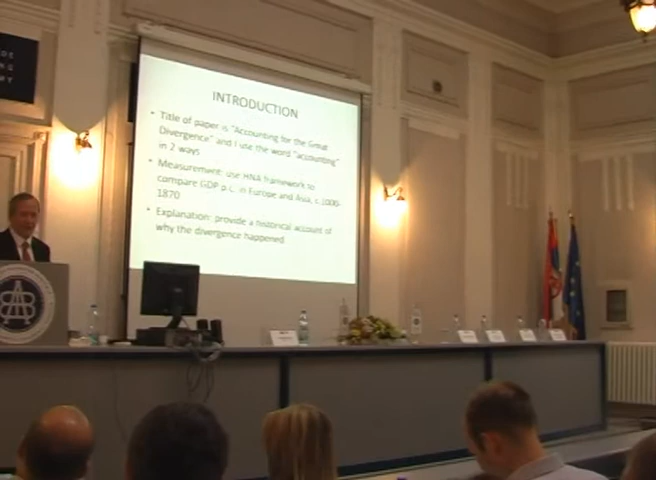 INTRODUCTION
• Title of paper is "Accounting for the Great
Divergence" and I use the word "accounting"
in 2 ways
• Measurement: use HNA framework to
compare GDP p.c. in Europe and Asia, c.1000-
1870
• Explanation: provide a historical account of
why the divergence happened